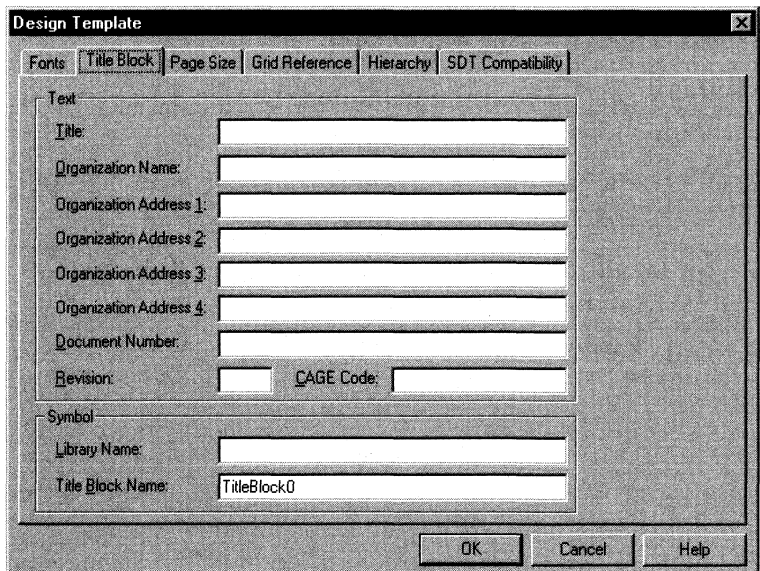 Design Template
Fonts Title Block Page Size Grid Reference Hierarchy SDT Compatibility
Text
Title:
Organization Name:
Organization Address 1:
Organization Address 2:
Organization Address 3:
Organization Address 4:
Document Number:
Revision: CAGE Code:
Symbol
Library Name:
Title Block Name: TitleBlock0
OK Cancel Help